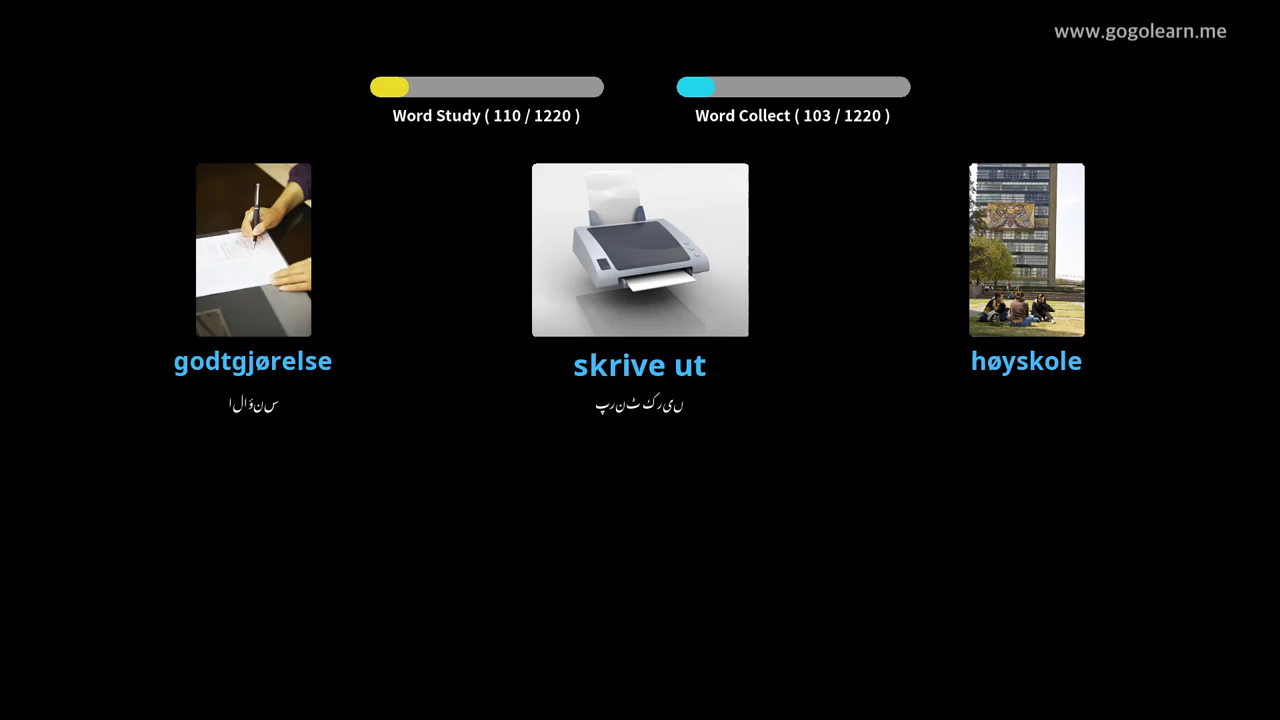 www.gogolearn.me
Word Study ( 110 / 1220 )
Word Collect ( 103 / 1220 )
godtgjørelse
skrive ut
høyskole
الاؤنس
پرنٹ کریں